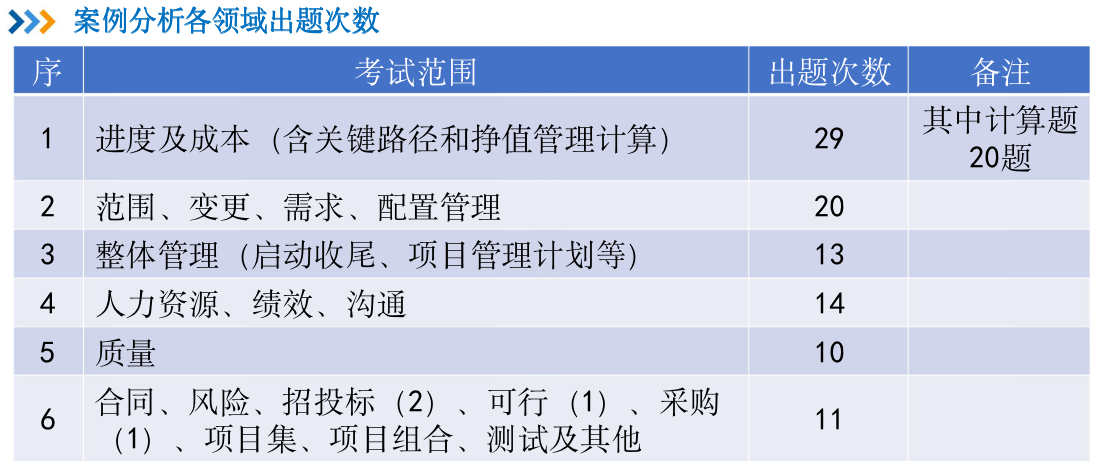 案例分析各领域出题次数
序 考试范围 出题次数 备注
1 进度及成本（含关键路径和挣值管理计算） 29 其中计算题
20题
2 范围、变更、需求、配置管理 20
3 整体管理（启动收尾、项目管理计划等） 13
4 人力资源、绩效、沟通 14
5 质量 10
6 合同、风险、招投标（2）、可行（1）、采购 11
（1）、项目集、项目组合、测试及其他